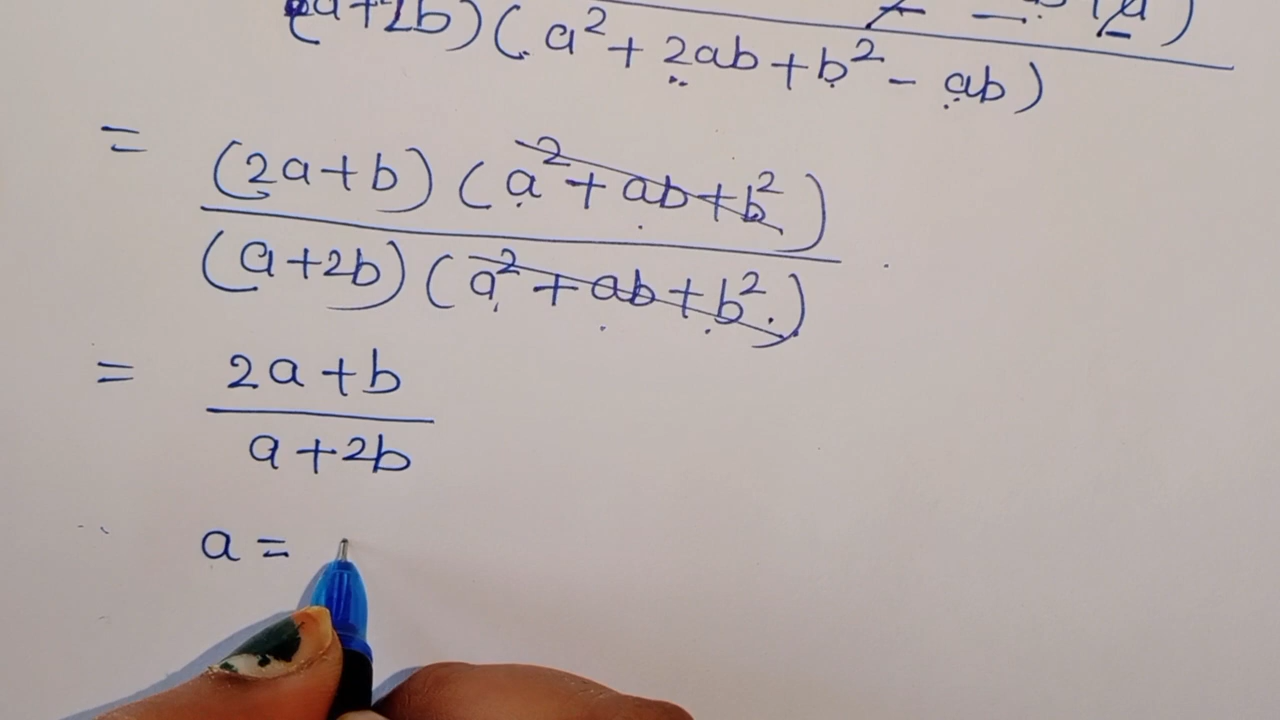 a+2b)(a²+2ab+b²-ab)
=
(2a+b)(a²+ab+b²)
(a+2b)(a²+ab+b²)
=
2a+b
a+2b
a =